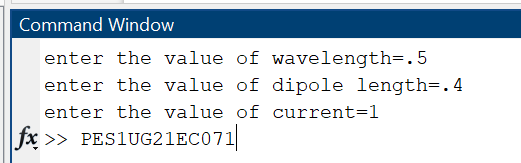 Command Window
enter the value of wavelength=.5
enter the value of dipole length=.4
enter the value of current=1
fx >> PES1UG21EC071